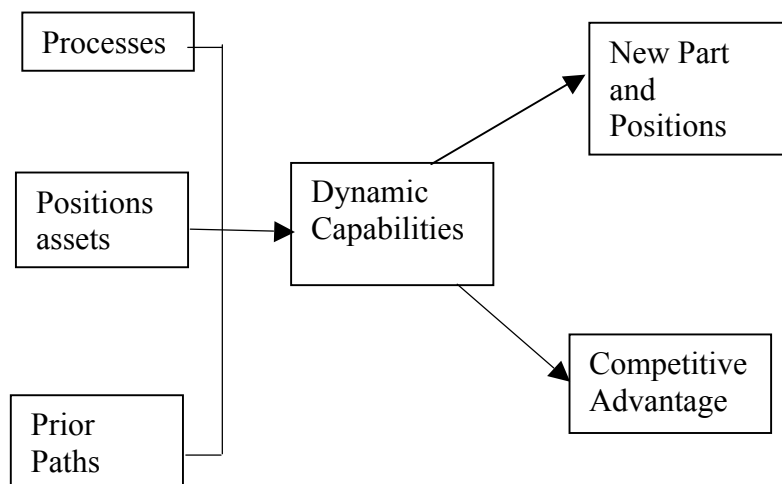 Processes
Positions
assets
Prior
Paths
Dynamic
Capabilities
New Part
and
Positions
Competitive
Advantage